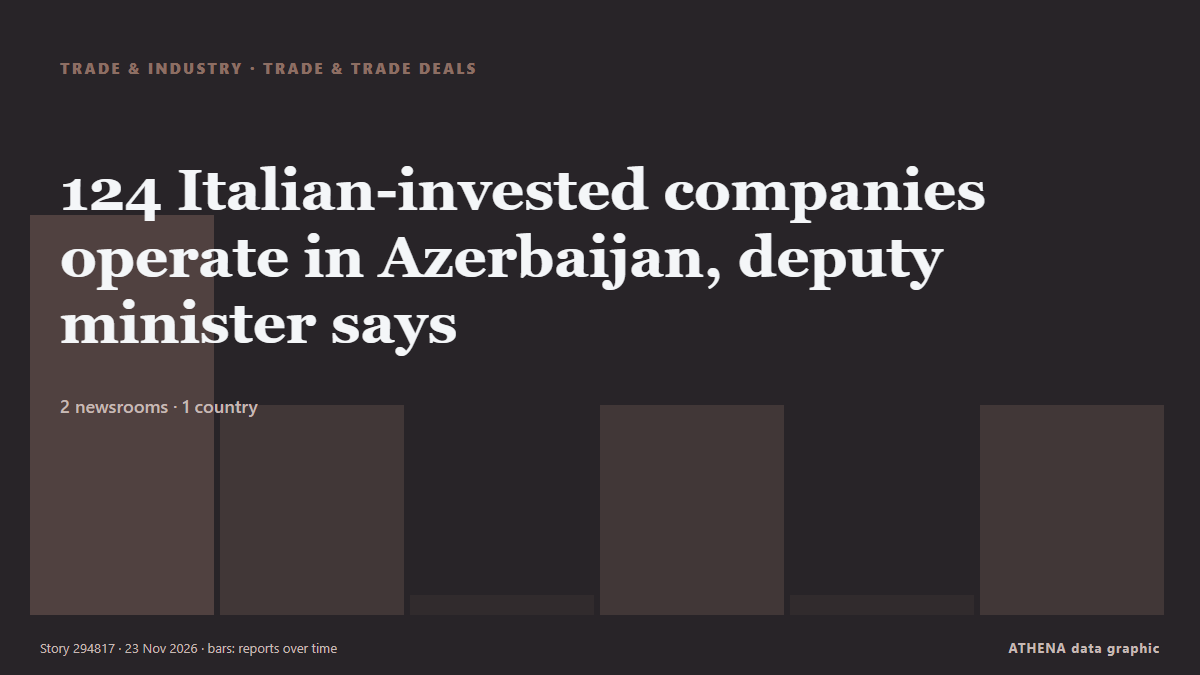 TRADE & INDUSTRY · TRADE & TRADE DEALS
124 Italian-invested companies
operate in Azerbaijan, deputy
minister says
2 newsrooms · 1 country
Story 294817 · 23 Nov 2026 · bars: reports over time
ATHENA data graphic